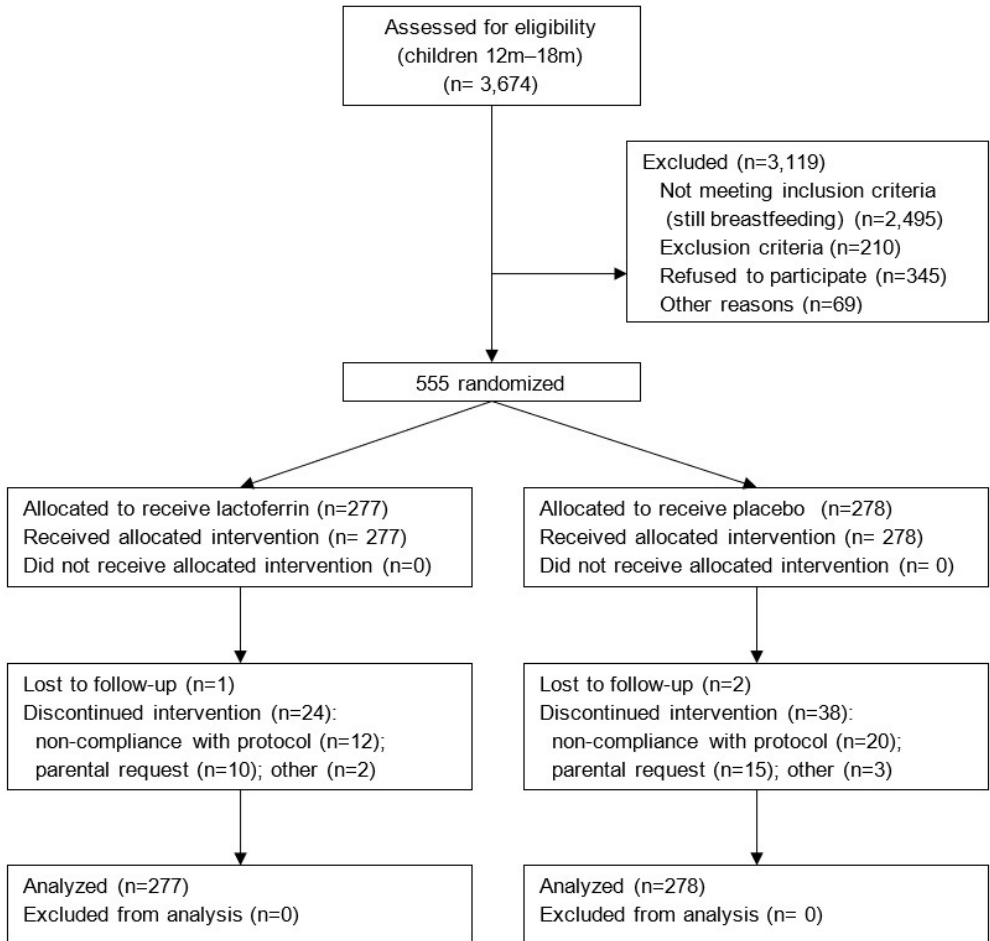 Assessed for eligibility
(children 12m–18m)
(n= 3,674)
Excluded (n=3,119)
Not meeting inclusion criteria
(still breastfeeding) (n=2,495)
Exclusion criteria (n=210)
Refused to participate (n=345)
Other reasons (n=69)
555 randomized
Allocated to receive lactoferrin (n=277)
Received allocated intervention (n= 277)
Did not receive allocated intervention (n=0)
Allocated to receive placebo (n=278)
Received allocated intervention (n= 278)
Did not receive allocated intervention (n= 0)
Lost to follow-up (n=1)
Discontinued intervention (n=24):
non-compliance with protocol (n=12);
parental request (n=10); other (n=2)
Lost to follow-up (n=2)
Discontinued intervention (n=38):
non-compliance with protocol (n=20);
parental request (n=15); other (n=3)
Analyzed (n=277)
Excluded from analysis (n=0)
Analyzed (n=278)
Excluded from analysis (n= 0)